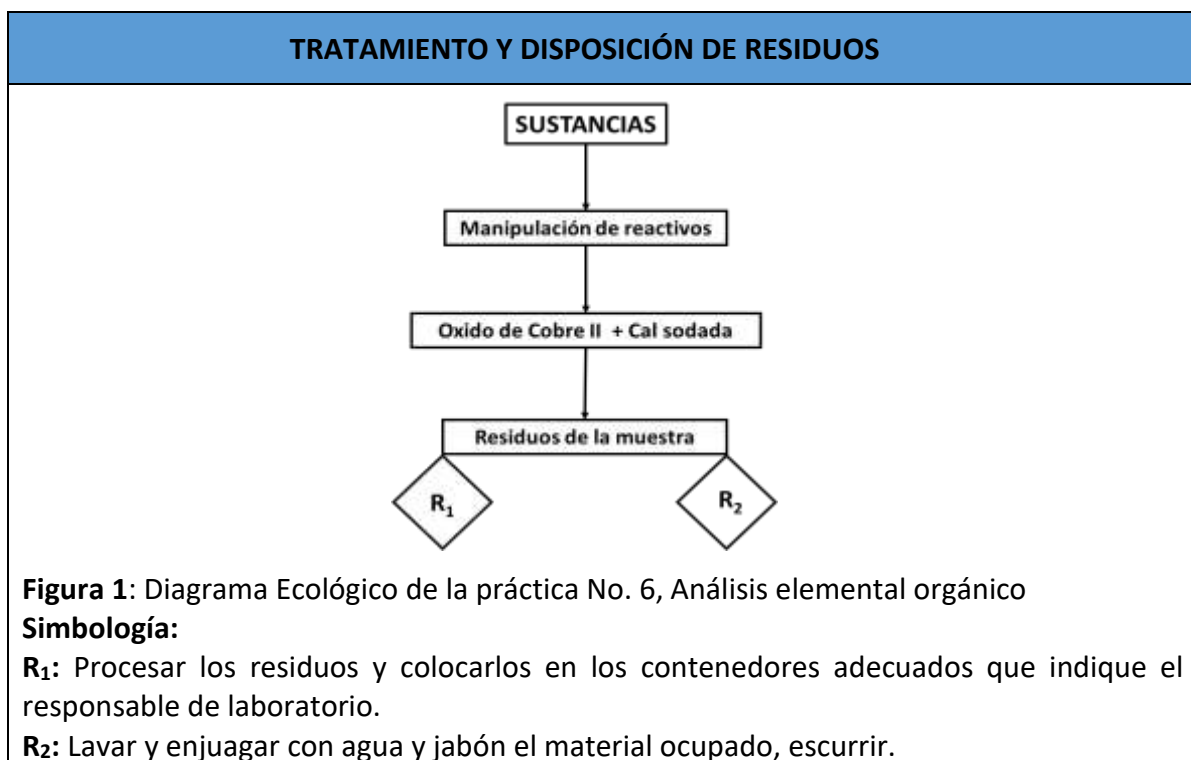 TRATAMIENTO Y DISPOSICIÓN DE RESIDUOS
SUSTANCIAS
Manipulación de reactivos
Oxido de Cobre II + Cal sodada
Residuos de la muestra
R₁
R₂
Figura 1: Diagrama Ecológico de la práctica No. 6, Análisis elemental orgánico
Simbología:
R₁: Procesar los residuos y colocarlos en los contenedores adecuados que indique el
responsable de laboratorio.
R₂: Lavar y enjuagar con agua y jabón el material ocupado, escurrir.